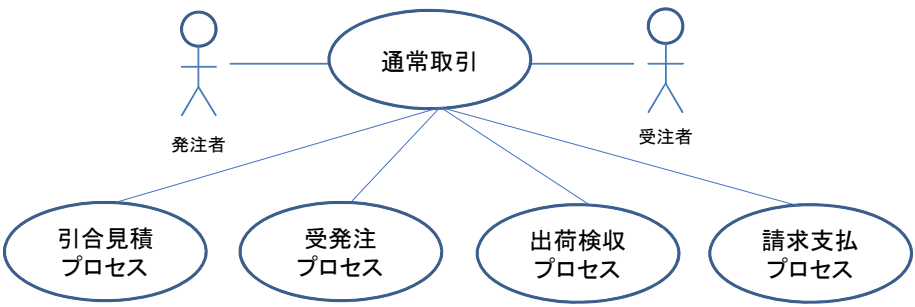 通常取引
発注者
受注者
引合見積
プロセス
受発注
プロセス
出荷検収
プロセス
請求支払
プロセス